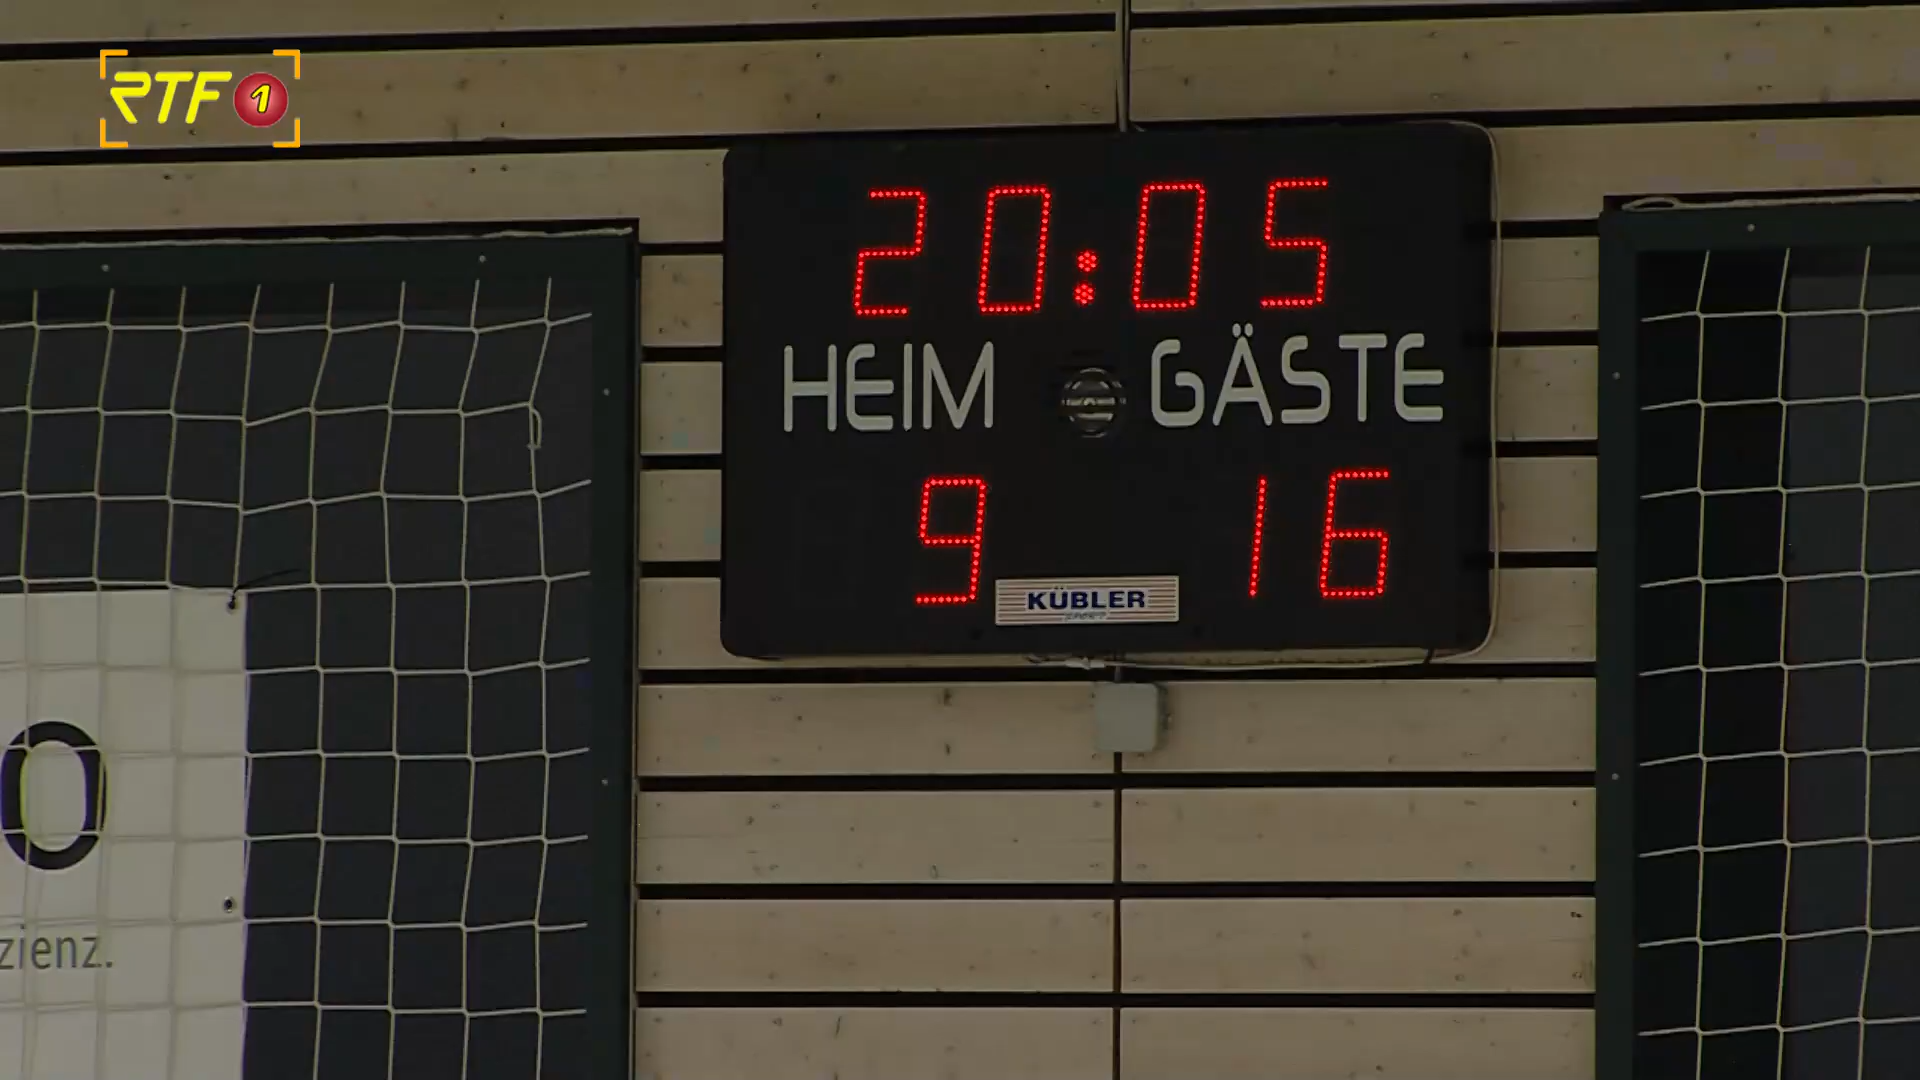 RTF 1
20:05
HEIM GÄSTE
9 16
KÜBLER
O
zienz.